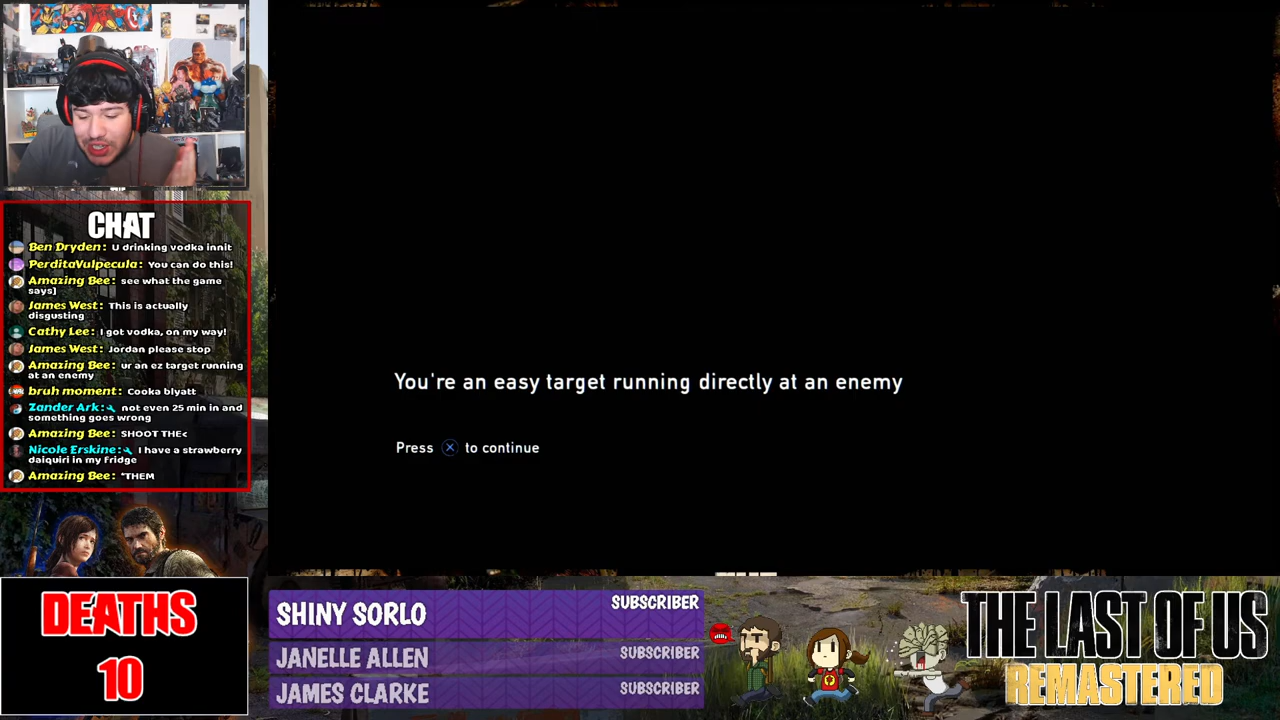 CHAT
Ben Dryden: U drinking vodka innit
PerditaVulpecula: You can do this!
Amazing Bee: see what the game
says]
James West: This is actually
disgusting
Cathy Lee: I got vodka, on my way!
James West: Jordan please stop
Amazing Bee: ur an ez target running
at an enemy
bruh moment: Cooka blyatt
Zander Ark: not even 25 min in and
something goes wrong
Amazing Bee: SHOOT THE<
Nicole Erskine: I have a strawberry
daiquiri in my fridge
Amazing Bee: *THEM
You're an easy target running directly at an enemy
Press X to continue
DEATHS
10
SHINY SORLO SUBSCRIBER
JANELLE ALLEN SUBSCRIBER
JAMES CLARKE SUBSCRIBER
THE LAST OF US
REMASTERED